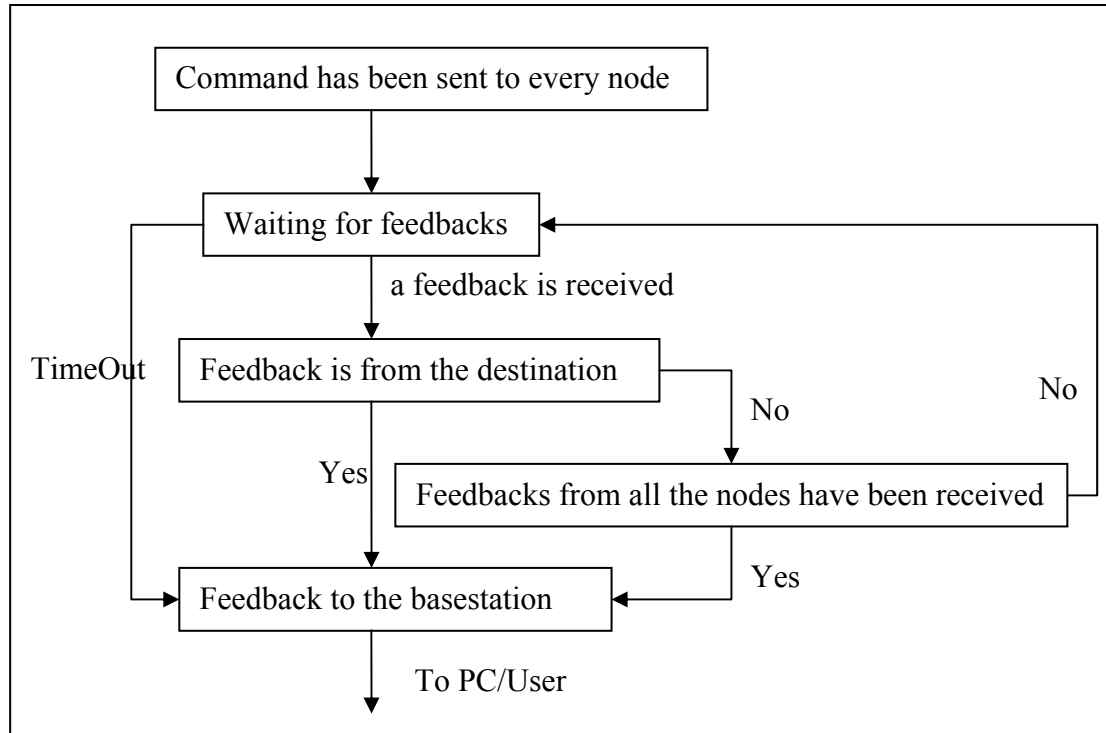 Command has been sent to every node
Waiting for feedbacks
a feedback is received
TimeOut
Feedback is from the destination
No
No
Yes
Feedbacks from all the nodes have been received
Yes
Feedback to the basestation
To PC/User